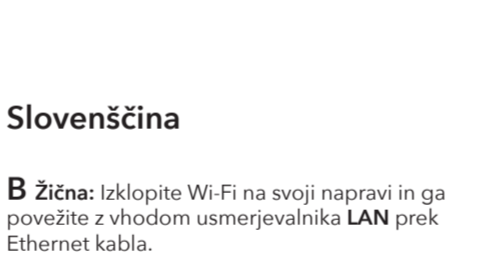 Slovenščina
B Žična: Izklopite Wi-Fi na svoji napravi in ga
povežite z vhodom usmerjevalnika LAN prek
Ethernet kabla.